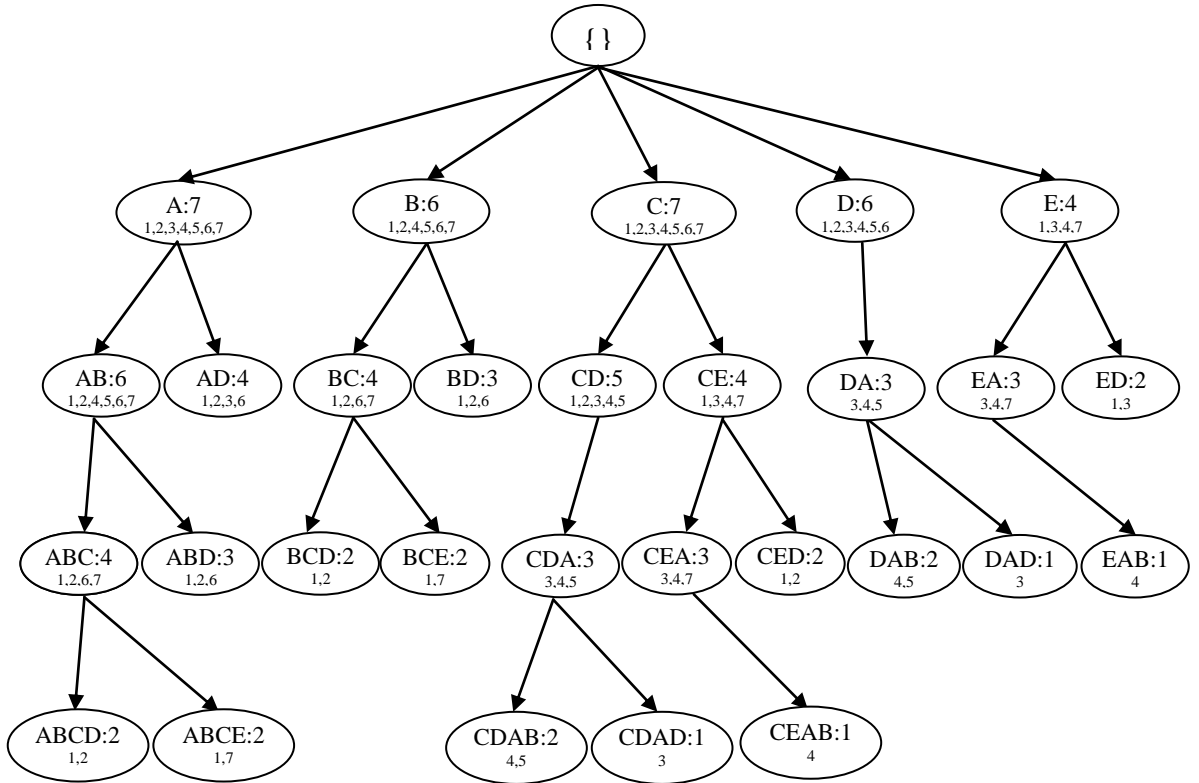 { }
A:7
1,2,3,4,5,6,7
B:6
1,2,4,5,6,7
C:7
1,2,3,4,5,6,7
D:6
1,2,3,4,5,6
E:4
1,3,4,7
AB:6
1,2,4,5,6,7
AD:4
1,2,3,6
BC:4
1,2,6,7
BD:3
1,2,6
CD:5
1,2,3,4,5
CE:4
1,3,4,7
DA:3
3,4,5
EA:3
3,4,7
ED:2
1,3
ABC:4
1,2,6,7
ABD:3
1,2,6
BCD:2
1,2
BCE:2
1,7
CDA:3
3,4,5
CEA:3
3,4,7
CED:2
1,2
DAB:2
4,5
DAD:1
3
EAB:1
4
ABCD:2
1,2
ABCE:2
1,7
CDAB:2
4,5
CDAD:1
3
CEAB:1
4